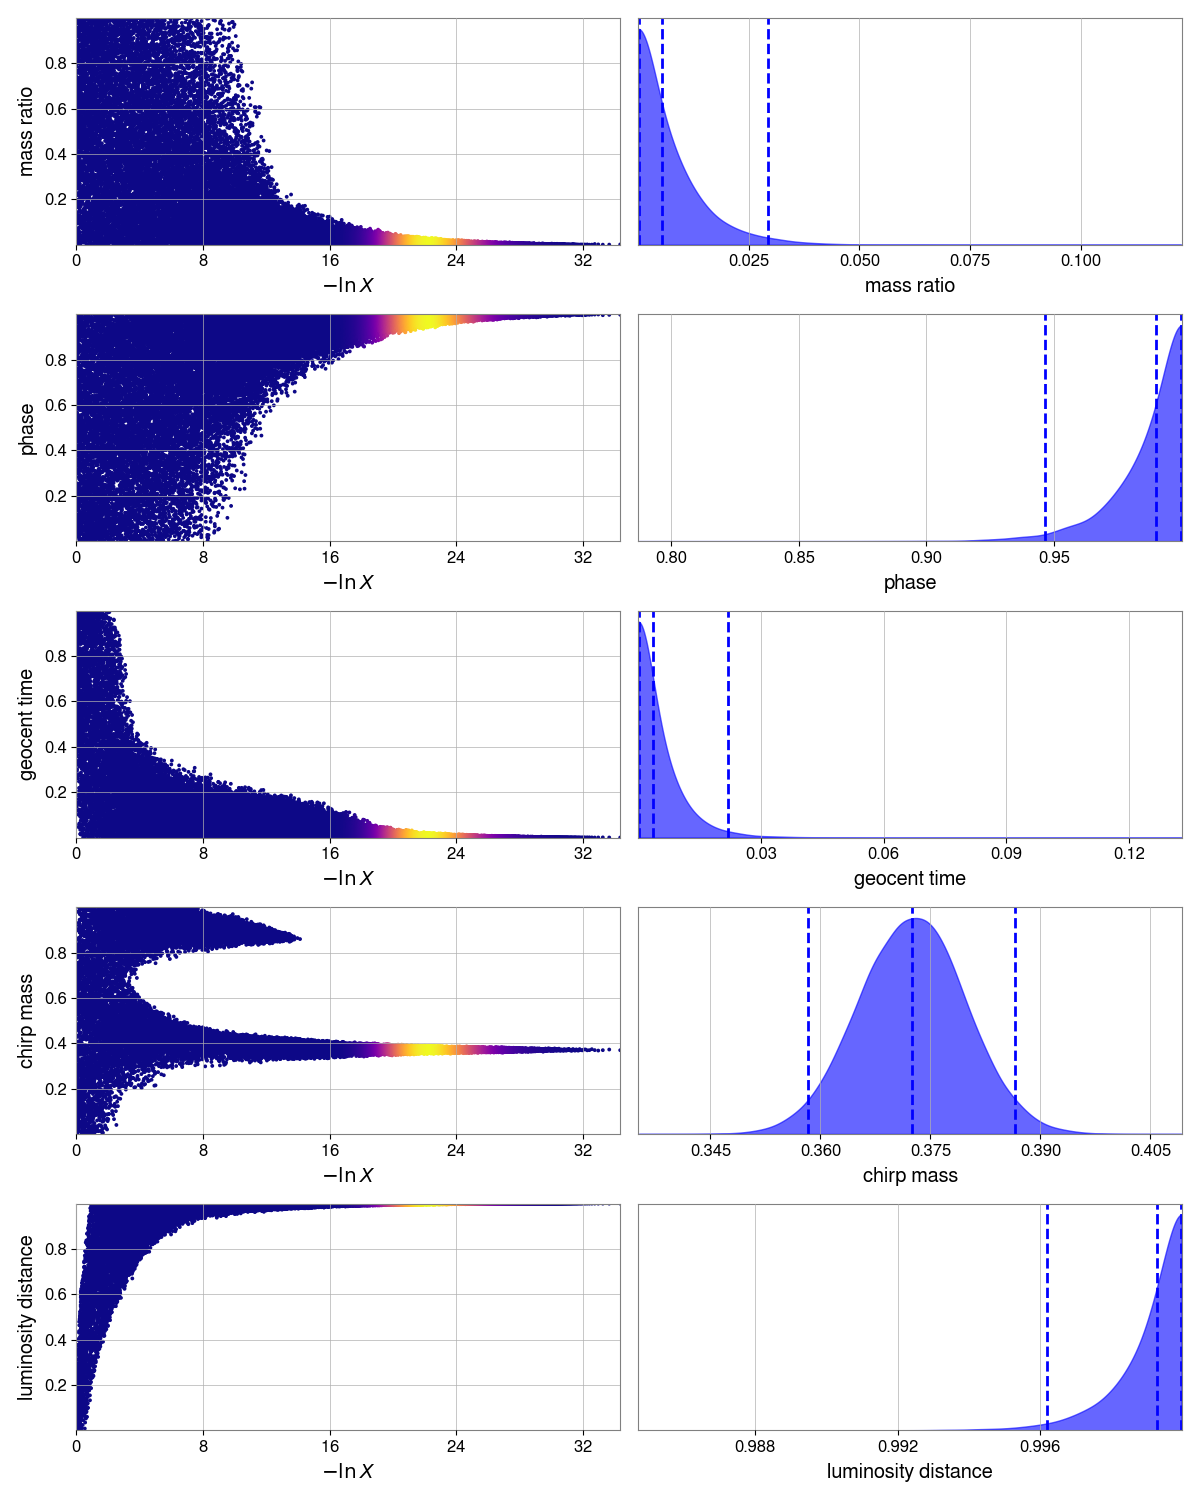 mass ratio
0.8
0.6
0.4
0.2
0 8 16 24 32
−ln X
0.025 0.050 0.075 0.100
mass ratio
phase
0.8
0.6
0.4
0.2
0 8 16 24 32
−ln X
0.80 0.85 0.90 0.95
phase
geocent time
0.8
0.6
0.4
0.2
0 8 16 24 32
−ln X
0.03 0.06 0.09 0.12
geocent time
chirp mass
0.8
0.6
0.4
0.2
0 8 16 24 32
−ln X
0.345 0.360 0.375 0.390 0.405
chirp mass
luminosity distance
0.8
0.6
0.4
0.2
0 8 16 24 32
−ln X
0.988 0.992 0.996
luminosity distance